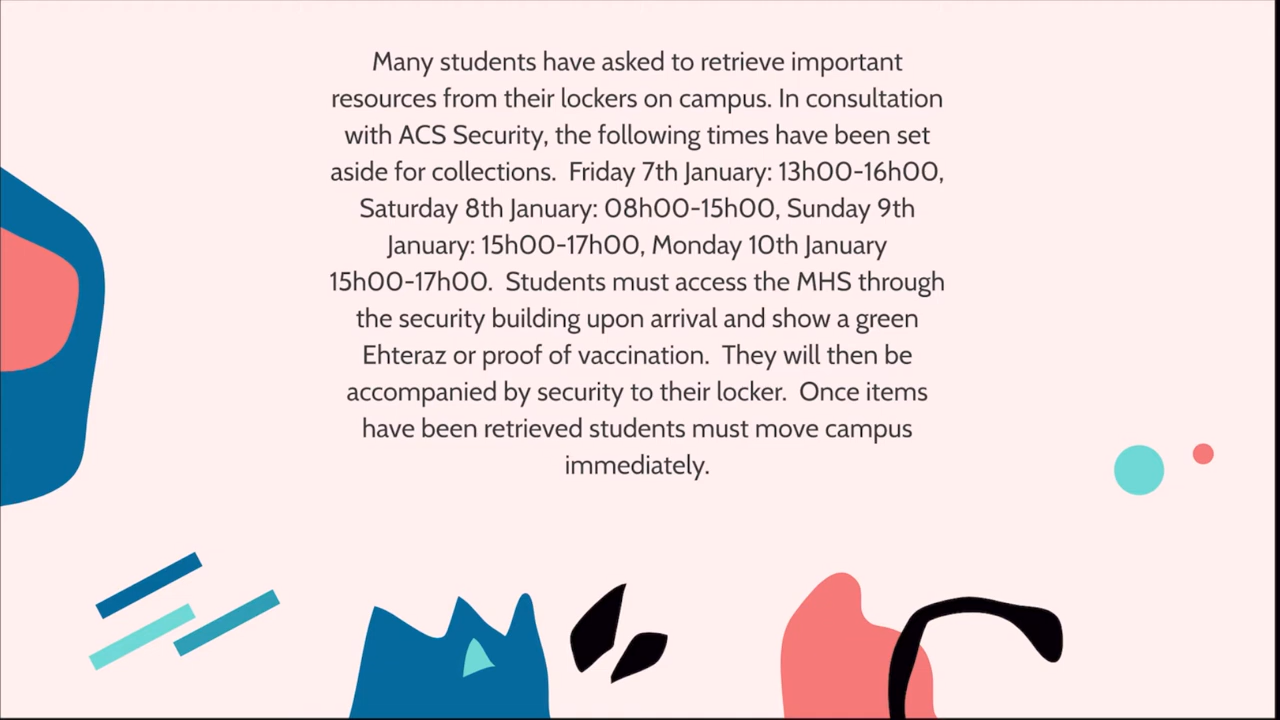 Many students have asked to retrieve important
resources from their lockers on campus. In consultation
with ACS Security, the following times have been set
aside for collections.  Friday 7th January: 13h00-16h00,
Saturday 8th January: 08h00-15h00, Sunday 9th
January: 15h00-17h00, Monday 10th January
15h00-17h00.  Students must access the MHS through
the security building upon arrival and show a green
Ehteraz or proof of vaccination.  They will then be
accompanied by security to their locker.  Once items
have been retrieved students must move campus
immediately.